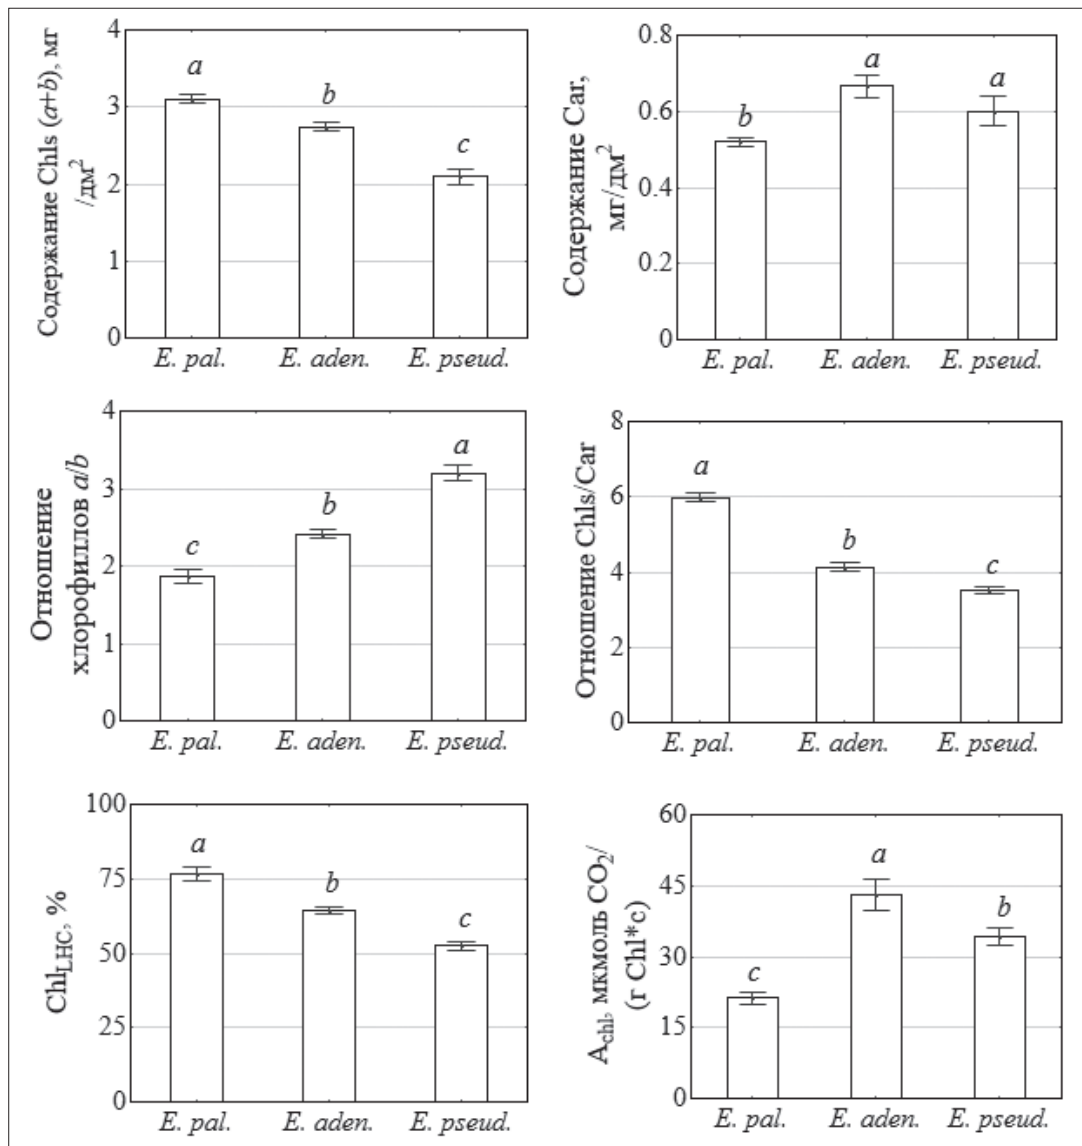 Содержание Chls (a+b), мг
/дм²
4
3
2
1
0
a
b
c
E. pal.
E. aden.
E. pseud.
Содержание Car,
мг/дм²
0.8
0.6
0.4
0.2
0
b
a
a
E. pal.
E. aden.
E. pseud.
Отношение
хлорофиллов a/b
4
3
2
1
0
c
b
a
E. pal.
E. aden.
E. pseud.
Отношение Chls/Car
8
6
4
2
0
a
b
c
E. pal.
E. aden.
E. pseud.
Chl_LHC, %
100
75
50
25
0
a
b
c
E. pal.
E. aden.
E. pseud.
A_chl, мкмоль CO₂/
(г Chl*c)
60
45
30
15
0
c
a
b
E. pal.
E. aden.
E. pseud.